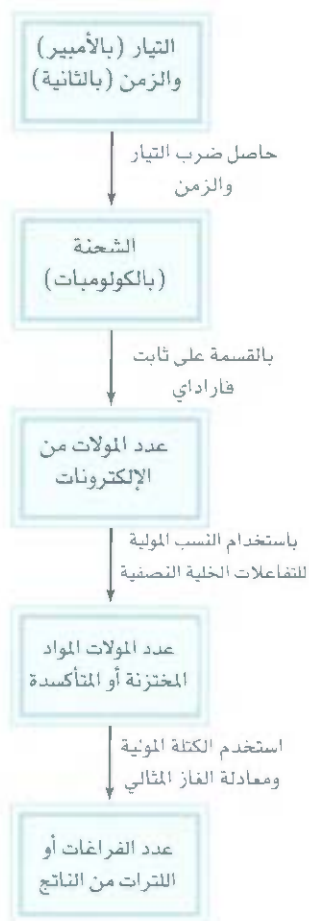 التيار (بالأمبير)
والزمن (بالثانية)
حاصل ضرب التيار
والزمن
الشحنة
(بالكولومبات)
بالقسمة على ثابت
فاراداي
عدد المولات من
الإلكترونات
بأستخدام النسب المولية
للتفاعلات الخلية النصفية
عدد المولات المواد
المختزنة أو المتأكسدة
استخدم الكتلة المولية
ومعادلة الغاز المثالي
عدد الفراغات أو
اللترات من الناتج